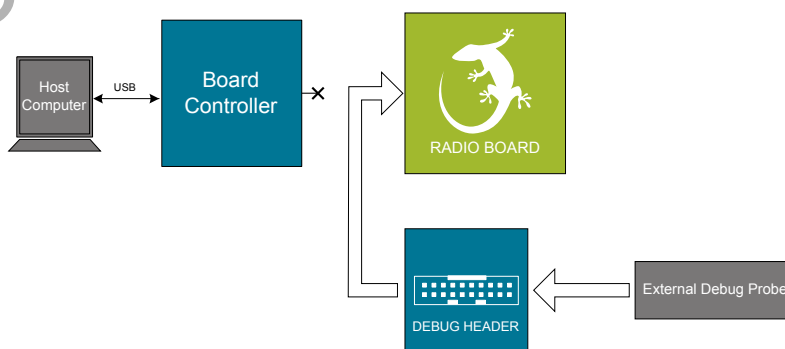 Host
Computer
USB
Board
Controller
RADIO BOARD
DEBUG HEADER
External Debug Probe